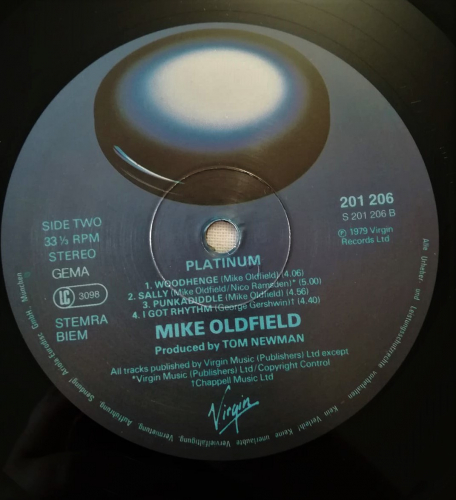 SIDE TWO
33 ⅓ RPM
STEREO
GEMA
LC 3098
STEMRA
BIEM
201 206
S 201 206 B
℗ 1979 Virgin
Records Ltd
PLATINUM
1. WOODHENGE (Mike Oldfield) (4.06)
2. SALLY (Mike Oldfield/Nico Ramsden)* (5.00)
3. PUNKADIDDLE (Mike Oldfield) (4.56)
4. I GOT RHYTHM (George Gershwin)† (4.40)
MIKE OLDFIELD
Produced by TOM NEWMAN
All tracks published by Virgin Music (Publishers) Ltd except
*Virgin Music (Publishers) Ltd/Copyright Control
†Chappell Music Ltd
Virgin
Alle Urheber- und Leistungsschutzrechte vorbehalten. Kein Verleih! Keine unerlaubte Vervielfältigung, Vermietung, Aufführung, Sendung! Ariola-Eurodisc GmbH, München